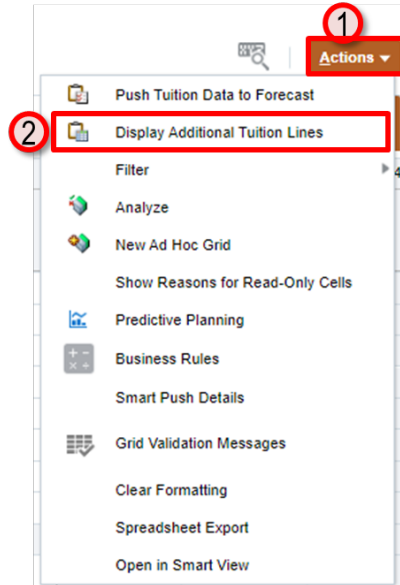 1
Actions
Push Tuition Data to Forecast
2
Display Additional Tuition Lines
Filter
4
Analyze
New Ad Hoc Grid
Show Reasons for Read-Only Cells
Predictive Planning
Business Rules
Smart Push Details
Grid Validation Messages
Clear Formatting
Spreadsheet Export
Open in Smart View